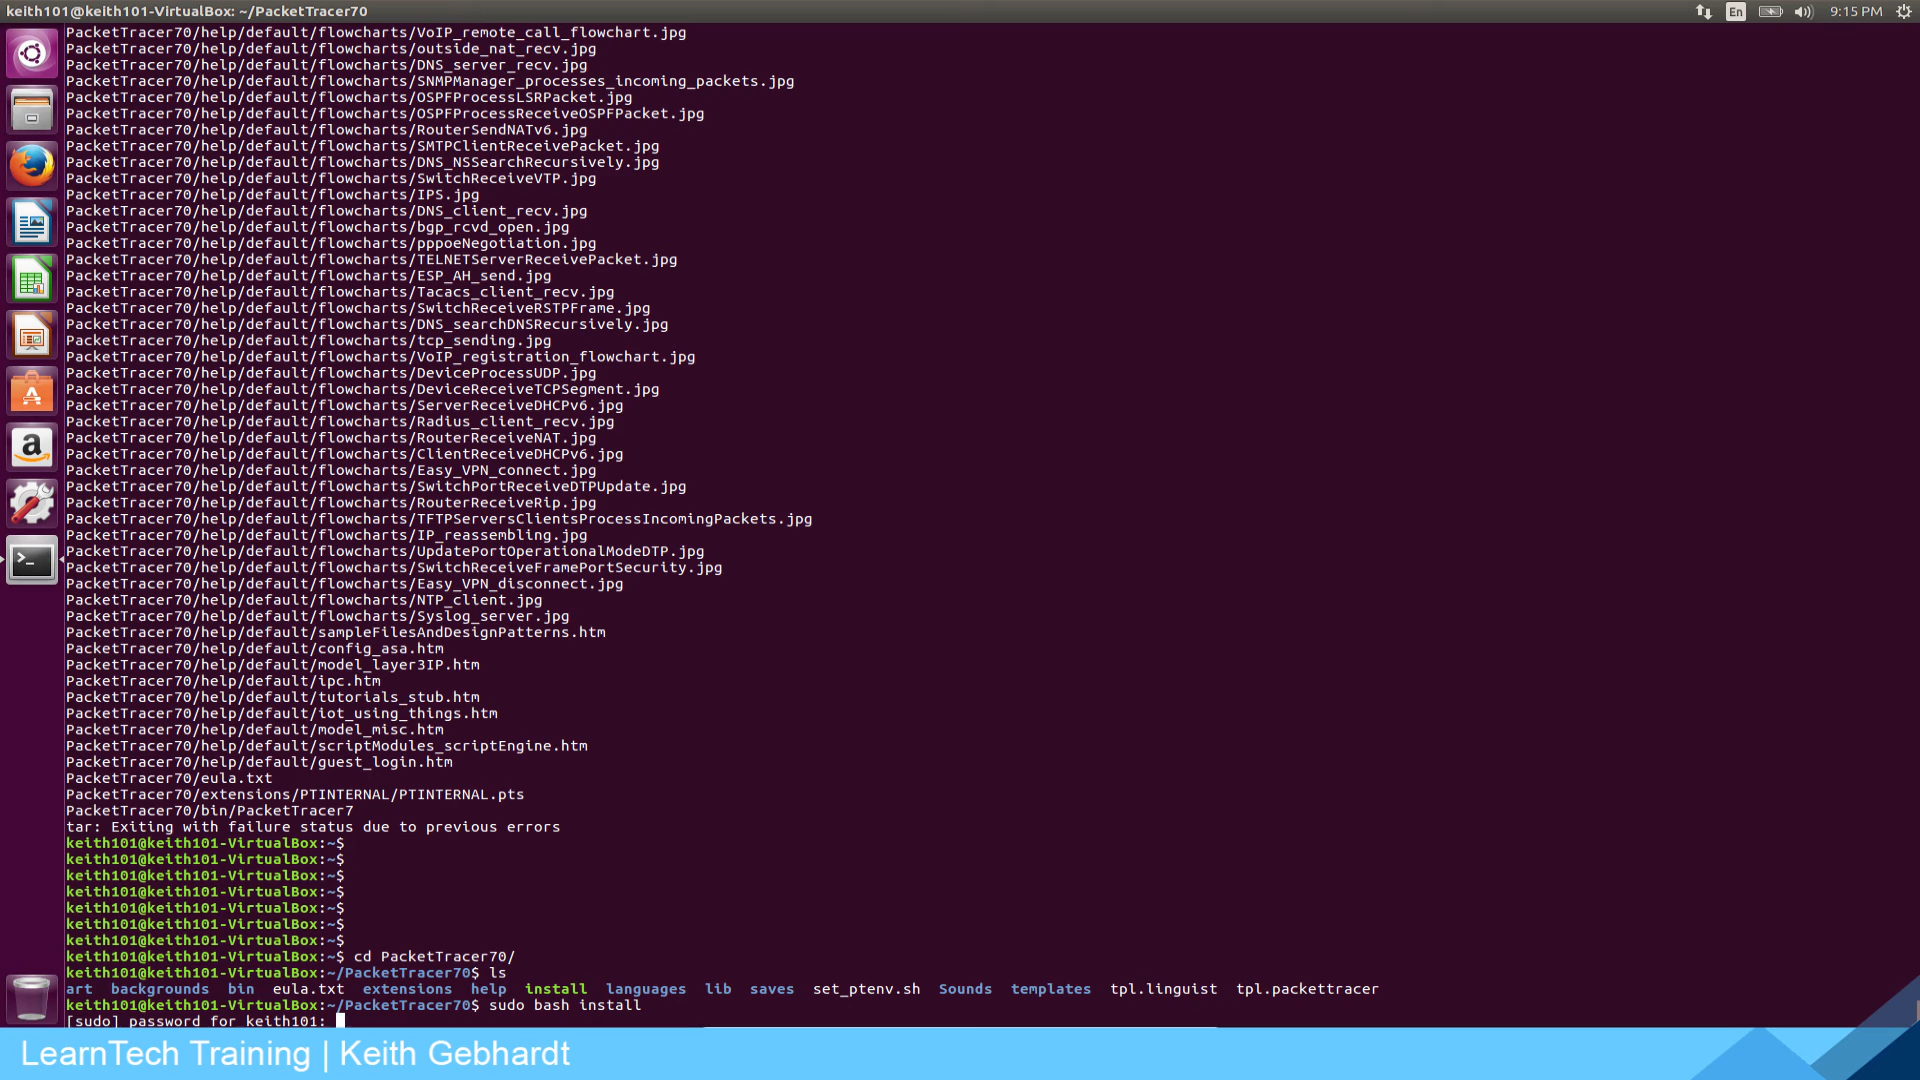 keith101@keith101-VirtualBox: ~/PacketTracer70
En
9:15 PM
PacketTracer70/help/default/flowcharts/VoIP_remote_call_flowchart.jpg
PacketTracer70/help/default/flowcharts/outside_nat_recv.jpg
PacketTracer70/help/default/flowcharts/DNS_server_recv.jpg
PacketTracer70/help/default/flowcharts/SNMPManager_processes_incoming_packets.jpg
PacketTracer70/help/default/flowcharts/OSPFProcessLSRPacket.jpg
PacketTracer70/help/default/flowcharts/OSPFProcessReceiveOSPFPacket.jpg
PacketTracer70/help/default/flowcharts/RouterSendNATv6.jpg
PacketTracer70/help/default/flowcharts/SMTPClientReceivePacket.jpg
PacketTracer70/help/default/flowcharts/DNS_NSSearchRecursively.jpg
PacketTracer70/help/default/flowcharts/SwitchReceiveVTP.jpg
PacketTracer70/help/default/flowcharts/IPS.jpg
PacketTracer70/help/default/flowcharts/DNS_client_recv.jpg
PacketTracer70/help/default/flowcharts/bgp_rcvd_open.jpg
PacketTracer70/help/default/flowcharts/pppoeNegotiation.jpg
PacketTracer70/help/default/flowcharts/TELNETServerReceivePacket.jpg
PacketTracer70/help/default/flowcharts/ESP_AH_send.jpg
PacketTracer70/help/default/flowcharts/Tacacs_client_recv.jpg
PacketTracer70/help/default/flowcharts/SwitchReceiveRSTPFrame.jpg
PacketTracer70/help/default/flowcharts/DNS_searchDNSRecursively.jpg
PacketTracer70/help/default/flowcharts/tcp_sending.jpg
PacketTracer70/help/default/flowcharts/VoIP_registration_flowchart.jpg
PacketTracer70/help/default/flowcharts/DeviceProcessUDP.jpg
PacketTracer70/help/default/flowcharts/DeviceReceiveTCPSegment.jpg
PacketTracer70/help/default/flowcharts/ServerReceiveDHCPv6.jpg
PacketTracer70/help/default/flowcharts/Radius_client_recv.jpg
PacketTracer70/help/default/flowcharts/RouterReceiveNAT.jpg
PacketTracer70/help/default/flowcharts/ClientReceiveDHCPv6.jpg
PacketTracer70/help/default/flowcharts/Easy_VPN_connect.jpg
PacketTracer70/help/default/flowcharts/SwitchPortReceiveDTPUpdate.jpg
PacketTracer70/help/default/flowcharts/RouterReceiveRip.jpg
PacketTracer70/help/default/flowcharts/TFTPServersClientsProcessIncomingPackets.jpg
PacketTracer70/help/default/flowcharts/IP_reassembling.jpg
PacketTracer70/help/default/flowcharts/UpdatePortOperationalModeDTP.jpg
PacketTracer70/help/default/flowcharts/SwitchReceiveFramePortSecurity.jpg
PacketTracer70/help/default/flowcharts/Easy_VPN_disconnect.jpg
PacketTracer70/help/default/flowcharts/NTP_client.jpg
PacketTracer70/help/default/flowcharts/Syslog_server.jpg
PacketTracer70/help/default/sampleFilesAndDesignPatterns.htm
PacketTracer70/help/default/config_asa.htm
PacketTracer70/help/default/model_layer3IP.htm
PacketTracer70/help/default/ipc.htm
PacketTracer70/help/default/tutorials_stub.htm
PacketTracer70/help/default/iot_using_things.htm
PacketTracer70/help/default/model_misc.htm
PacketTracer70/help/default/scriptModules_scriptEngine.htm
PacketTracer70/help/default/guest_login.htm
PacketTracer70/eula.txt
PacketTracer70/extensions/PTINTERNAL/PTINTERNAL.pts
PacketTracer70/bin/PacketTracer7
tar: Exiting with failure status due to previous errors
keith101@keith101-VirtualBox:~$
keith101@keith101-VirtualBox:~$
keith101@keith101-VirtualBox:~$
keith101@keith101-VirtualBox:~$
keith101@keith101-VirtualBox:~$
keith101@keith101-VirtualBox:~$
keith101@keith101-VirtualBox:~$
keith101@keith101-VirtualBox:~$ cd PacketTracer70/
keith101@keith101-VirtualBox:~/PacketTracer70$ ls
art backgrounds bin eula.txt extensions help install languages lib saves set_ptenv.sh Sounds templates tpl.linguist tpl.packettracer
keith101@keith101-VirtualBox:~/PacketTracer70$ sudo bash install
[sudo] password for keith101:
LearnTech Training | Keith Gebhardt